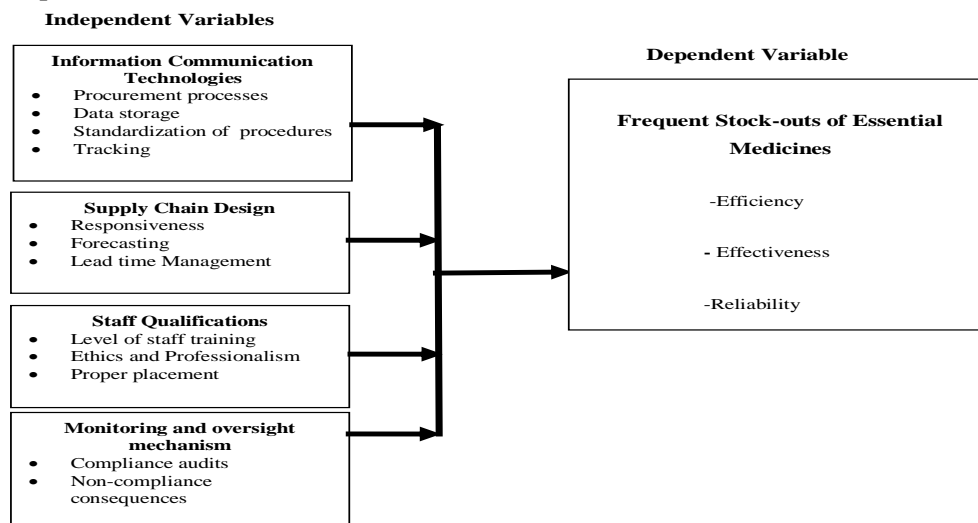 Independent Variables
Information Communication
Technologies
• Procurement processes
• Data storage
• Standardization of procedures
• Tracking
Supply Chain Design
• Responsiveness
• Forecasting
• Lead time Management
Staff Qualifications
• Level of staff training
• Ethics and Professionalism
• Proper placement
Monitoring and oversight
mechanism
• Compliance audits
• Non-compliance
consequences
Dependent Variable
Frequent Stock-outs of Essential
Medicines
-Efficiency
- Effectiveness
-Reliability